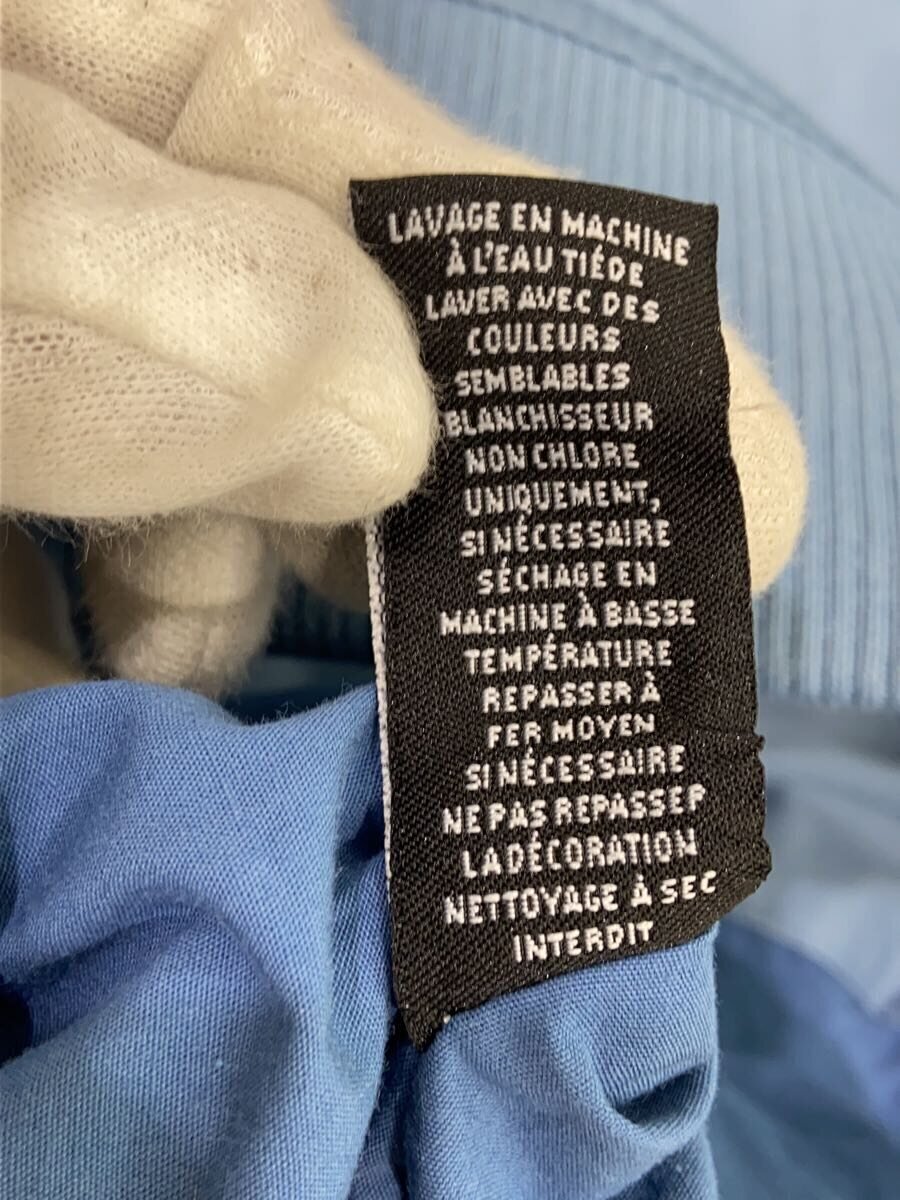 LAVAGE EN MACHINE
À L'EAU TIÉDE
LAVER AVEC DES
COULEURS
SEMBLABLES
BLANCHISSEUR
NON CHLORE
UNIQUEMENT,
SI NÉCESSAIRE
SÉCHAGE EN
MACHINE À BASSE
TEMPÉRATURE
REPASSER À
FER MOYEN
SI NÉCESSAIRE
NE PAS REPASSER
LA DÉCORATION
NETTOYAGE À SEC
INTERDIT